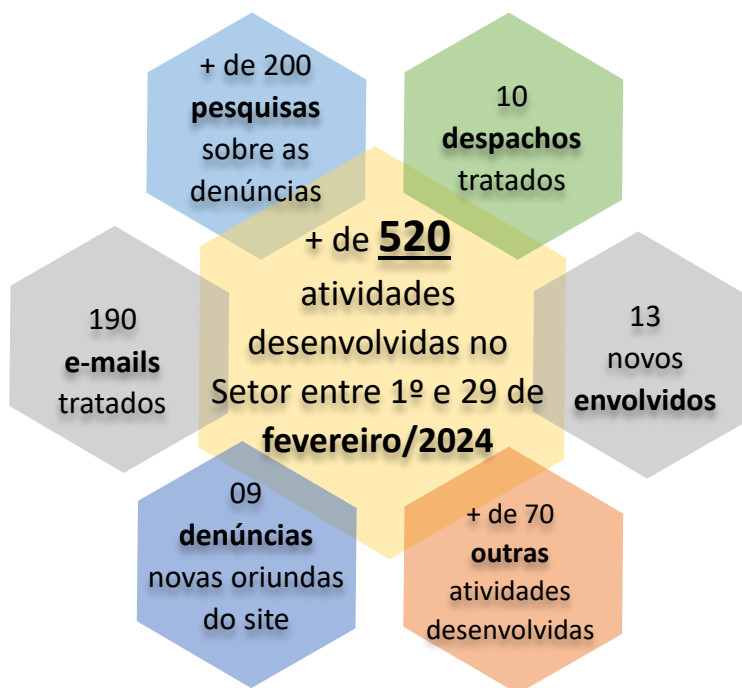 + de 200
pesquisas
sobre as
denúncias
10
despachos
tratados
+ de 520
atividades
desenvolvidas no
Setor entre 1º e 29 de
fevereiro/2024
190
e-mails
tratados
13
novos
envolvidos
09
denúncias
novas oriundas
do site
+ de 70
outras
atividades
desenvolvidas